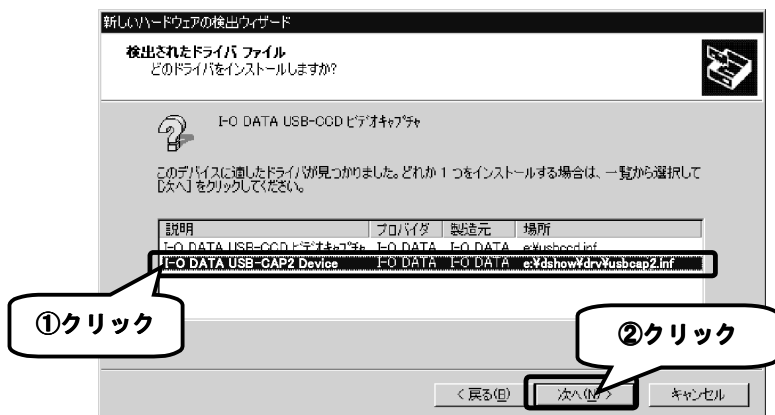 新しいハードウェアの検出ウィザード
検出されたドライバ ファイル
どのドライバをインストールしますか?
I-O DATA USB-CCD ビデオキャプチャ
このデバイスに適したドライバが見つかりました。どれか 1 つをインストールする場合は、一覧から選択して
[次へ] をクリックしてください。
説明 プロバイダ 製造元 場所
I-O DATA USB-CCD ビデオキャプチャ I-O DATA I-O DATA e:¥usbccd.inf
I-O DATA USB-CAP2 Device I-O DATA I-O DATA e:¥dshow¥drv¥usbcap2.inf
①クリック
②クリック
< 戻る(B) 次へ(N) > キャンセル